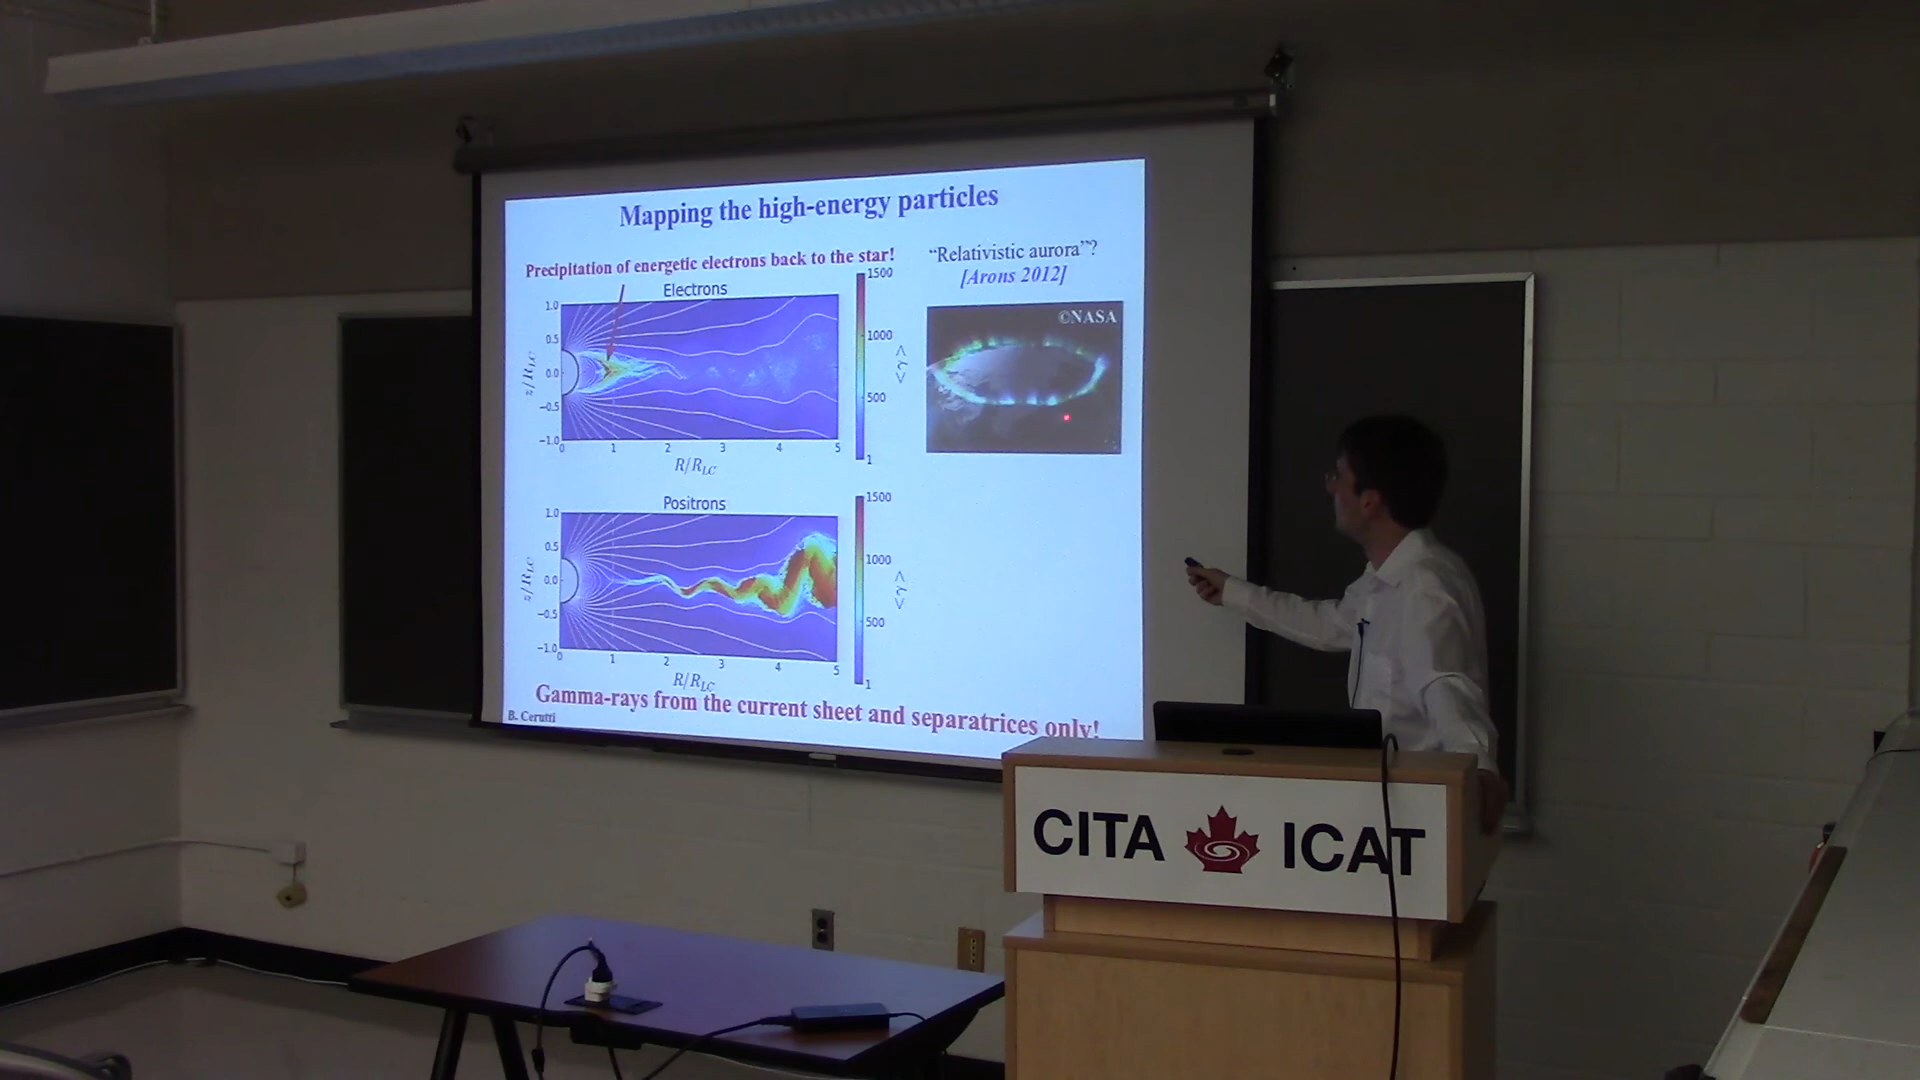 Mapping the high-energy particles
Precipitation of energetic electrons back to the star!
"Relativistic aurora"?
[Arons 2012]
©NASA
Electrons
1.0
0.5
0.0
−0.5
−1.0
z/R_LC
0 1 2 3 4 5
R/R_LC
1500
1000
500
1
<γ>
Positrons
1.0
0.5
0.0
−0.5
−1.0
z/R_LC
0 1 2 3 4 5
R/R_LC
1500
1000
500
1
<γ>
Gamma-rays from the current sheet and separatrices only!
B. Cerutti
CITA ICAT